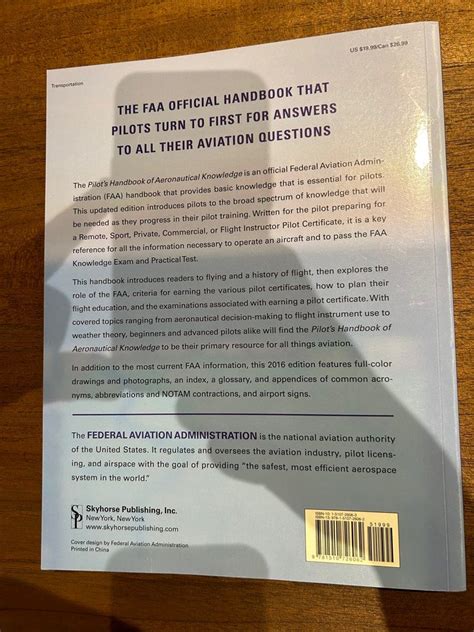 US $19.99/Can $26.99
Transportation
THE FAA OFFICIAL HANDBOOK THAT
PILOTS TURN TO FIRST FOR ANSWERS
TO ALL THEIR AVIATION QUESTIONS
The Pilot's Handbook of Aeronautical Knowledge is an official Federal Aviation Admin-
istration (FAA) handbook that provides basic knowledge that is essential for pilots.
This updated edition introduces pilots to the broad spectrum of knowledge that will
be needed as they progress in their pilot training. Written for the pilot preparing for
a Remote, Sport, Private, Commercial, or Flight Instructor Pilot Certificate, it is a key
reference for all the information necessary to operate an aircraft and to pass the FAA
Knowledge Exam and Practical Test.
This handbook introduces readers to flying and a history of flight, then explores the
role of the FAA, criteria for earning the various pilot certificates, how to plan their
flight education, and the examinations associated with earning a pilot certificate. With
covered topics ranging from aeronautical decision-making to flight instrument use to
weather theory, beginners and advanced pilots alike will find the Pilot's Handbook of
Aeronautical Knowledge to be their primary resource for all things aviation.
In addition to the most current FAA information, this 2016 edition features full-color
drawings and photographs, an index, a glossary, and appendices of common acro-
nyms, abbreviations and NOTAM contractions, and airport signs.
The FEDERAL AVIATION ADMINISTRATION is the national aviation authority
of the United States. It regulates and oversees the aviation industry, pilot licens-
ing, and airspace with the goal of providing "the safest, most efficient aerospace
system in the world."
Skyhorse Publishing, Inc.
New York, New York
www.skyhorsepublishing.com
Cover design by Federal Aviation Administration
Printed in China
51999